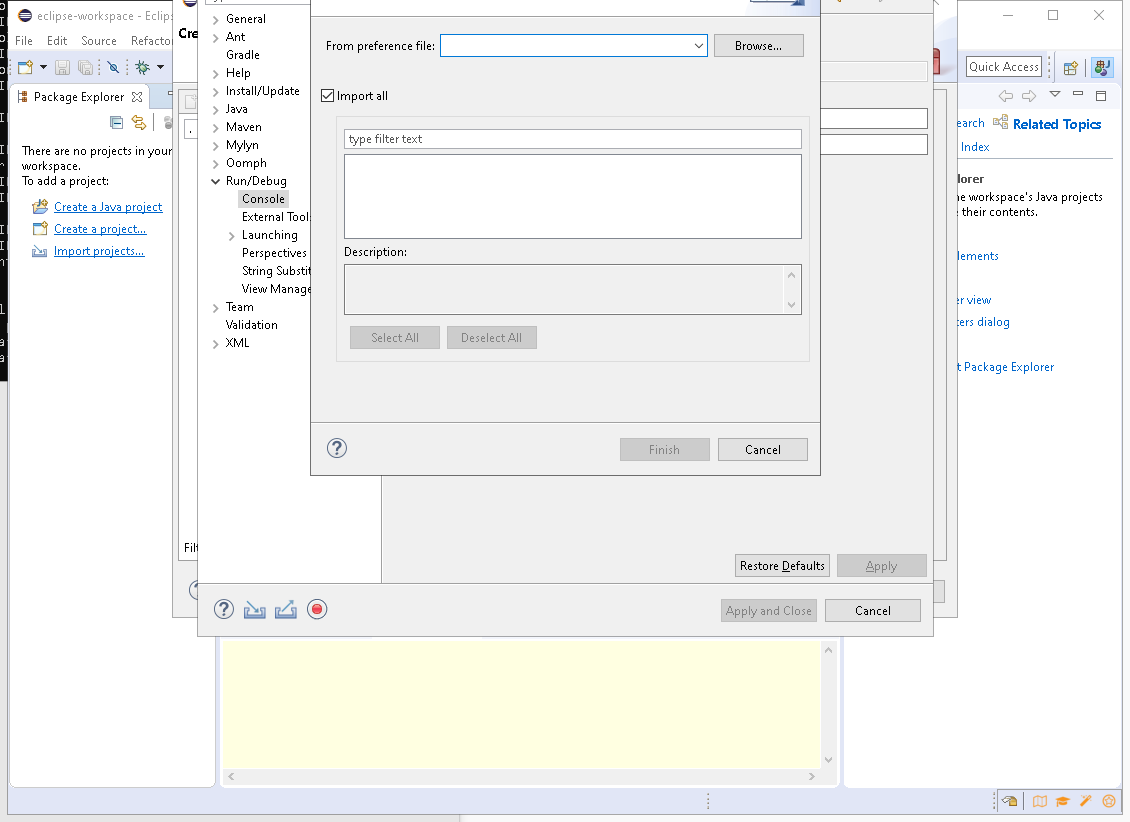 eclipse-workspace - Eclips
File Edit Source Refacto
Quick Access
Package Explorer
There are no projects in your
workspace.
To add a project:
Create a Java project
Create a project...
Import projects...
Cre
General
Ant
Gradle
Help
Install/Update
Java
Maven
Mylyn
Oomph
Run/Debug
Console
External Tools
Launching
Perspectives
String Substit
View Manage
Team
Validation
XML
Filt
From preference file:
Browse...
Import all
type filter text
Description:
Select All
Deselect All
Finish
Cancel
Restore Defaults
Apply
Apply and Close
Cancel
earch
Related Topics
Index
lorer
he workspace's Java projects
their contents.
lements
er view
ters dialog
t Package Explorer